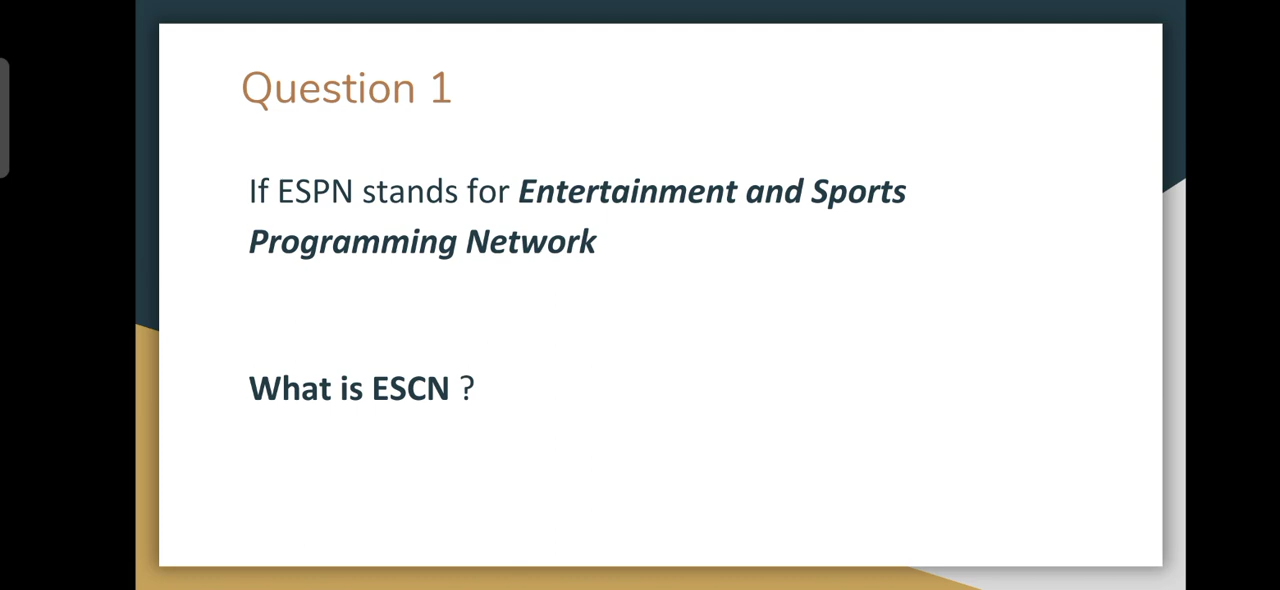 Question 1
If ESPN stands for Entertainment and Sports
Programming Network
What is ESCN ?